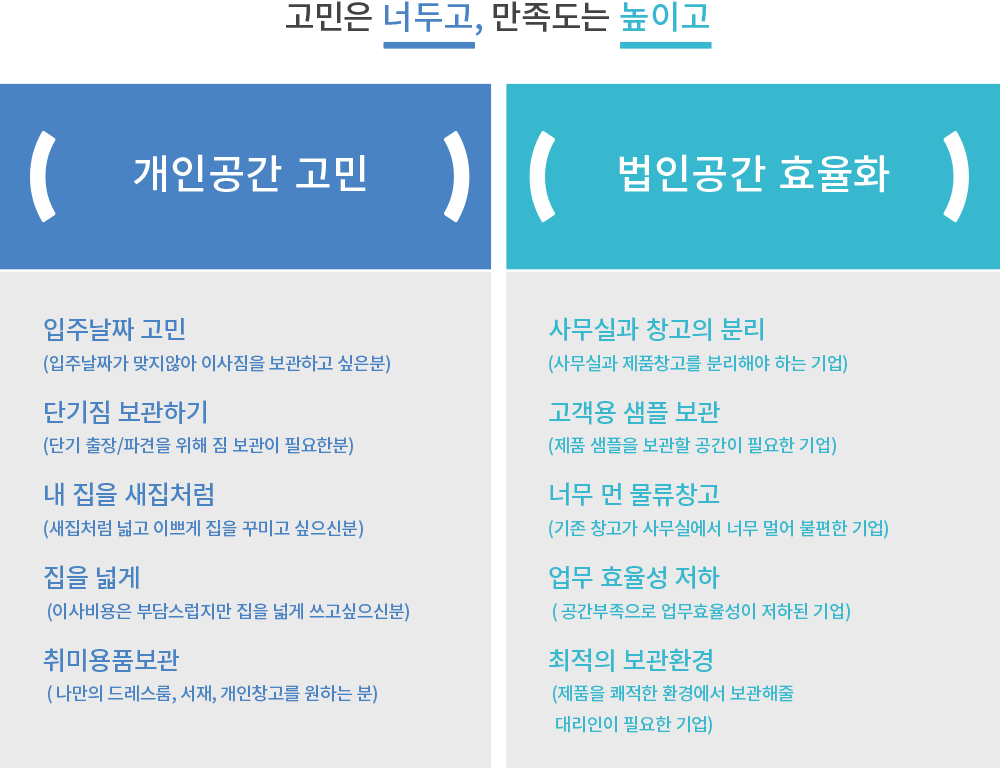 고민은 너두고, 만족도는 높이고
개인공간 고민
입주날짜 고민
(입주날짜가 맞지않아 이사짐을 보관하고 싶은분)
단기짐 보관하기
(단기 출장/파견을 위해 짐 보관이 필요한분)
내 집을 새집처럼
(새집처럼 넓고 이쁘게 집을 꾸미고 싶으신분)
집을 넓게
(이사비용은 부담스럽지만 집을 넓게 쓰고싶으신분)
취미용품보관
( 나만의 드레스룸, 서재, 개인창고를 원하는 분)
법인공간 효율화
사무실과 창고의 분리
(사무실과 제품창고를 분리해야 하는 기업)
고객용 샘플 보관
(제품 샘플을 보관할 공간이 필요한 기업)
너무 먼 물류창고
(기존 창고가 사무실에서 너무 멀어 불편한 기업)
업무 효율성 저하
( 공간부족으로 업무효율성이 저하된 기업)
최적의 보관환경
(제품을 쾌적한 환경에서 보관해줄
대리인이 필요한 기업)